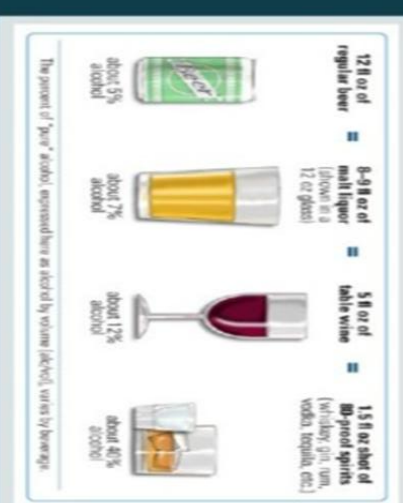 12 fl oz of
regular beer
=
8–9 fl oz of
malt liquor
(shown in a
12 oz glass)
=
5 fl oz of
table wine
=
1.5 fl oz shot of
80-proof spirits
(whiskey, gin, rum,
vodka, tequila, etc.)
Beer
about 5%
alcohol
about 7%
alcohol
about 12%
alcohol
about 40%
alcohol
The percent of "pure" alcohol, expressed here as alcohol by volume (alc/vol), varies by beverage.